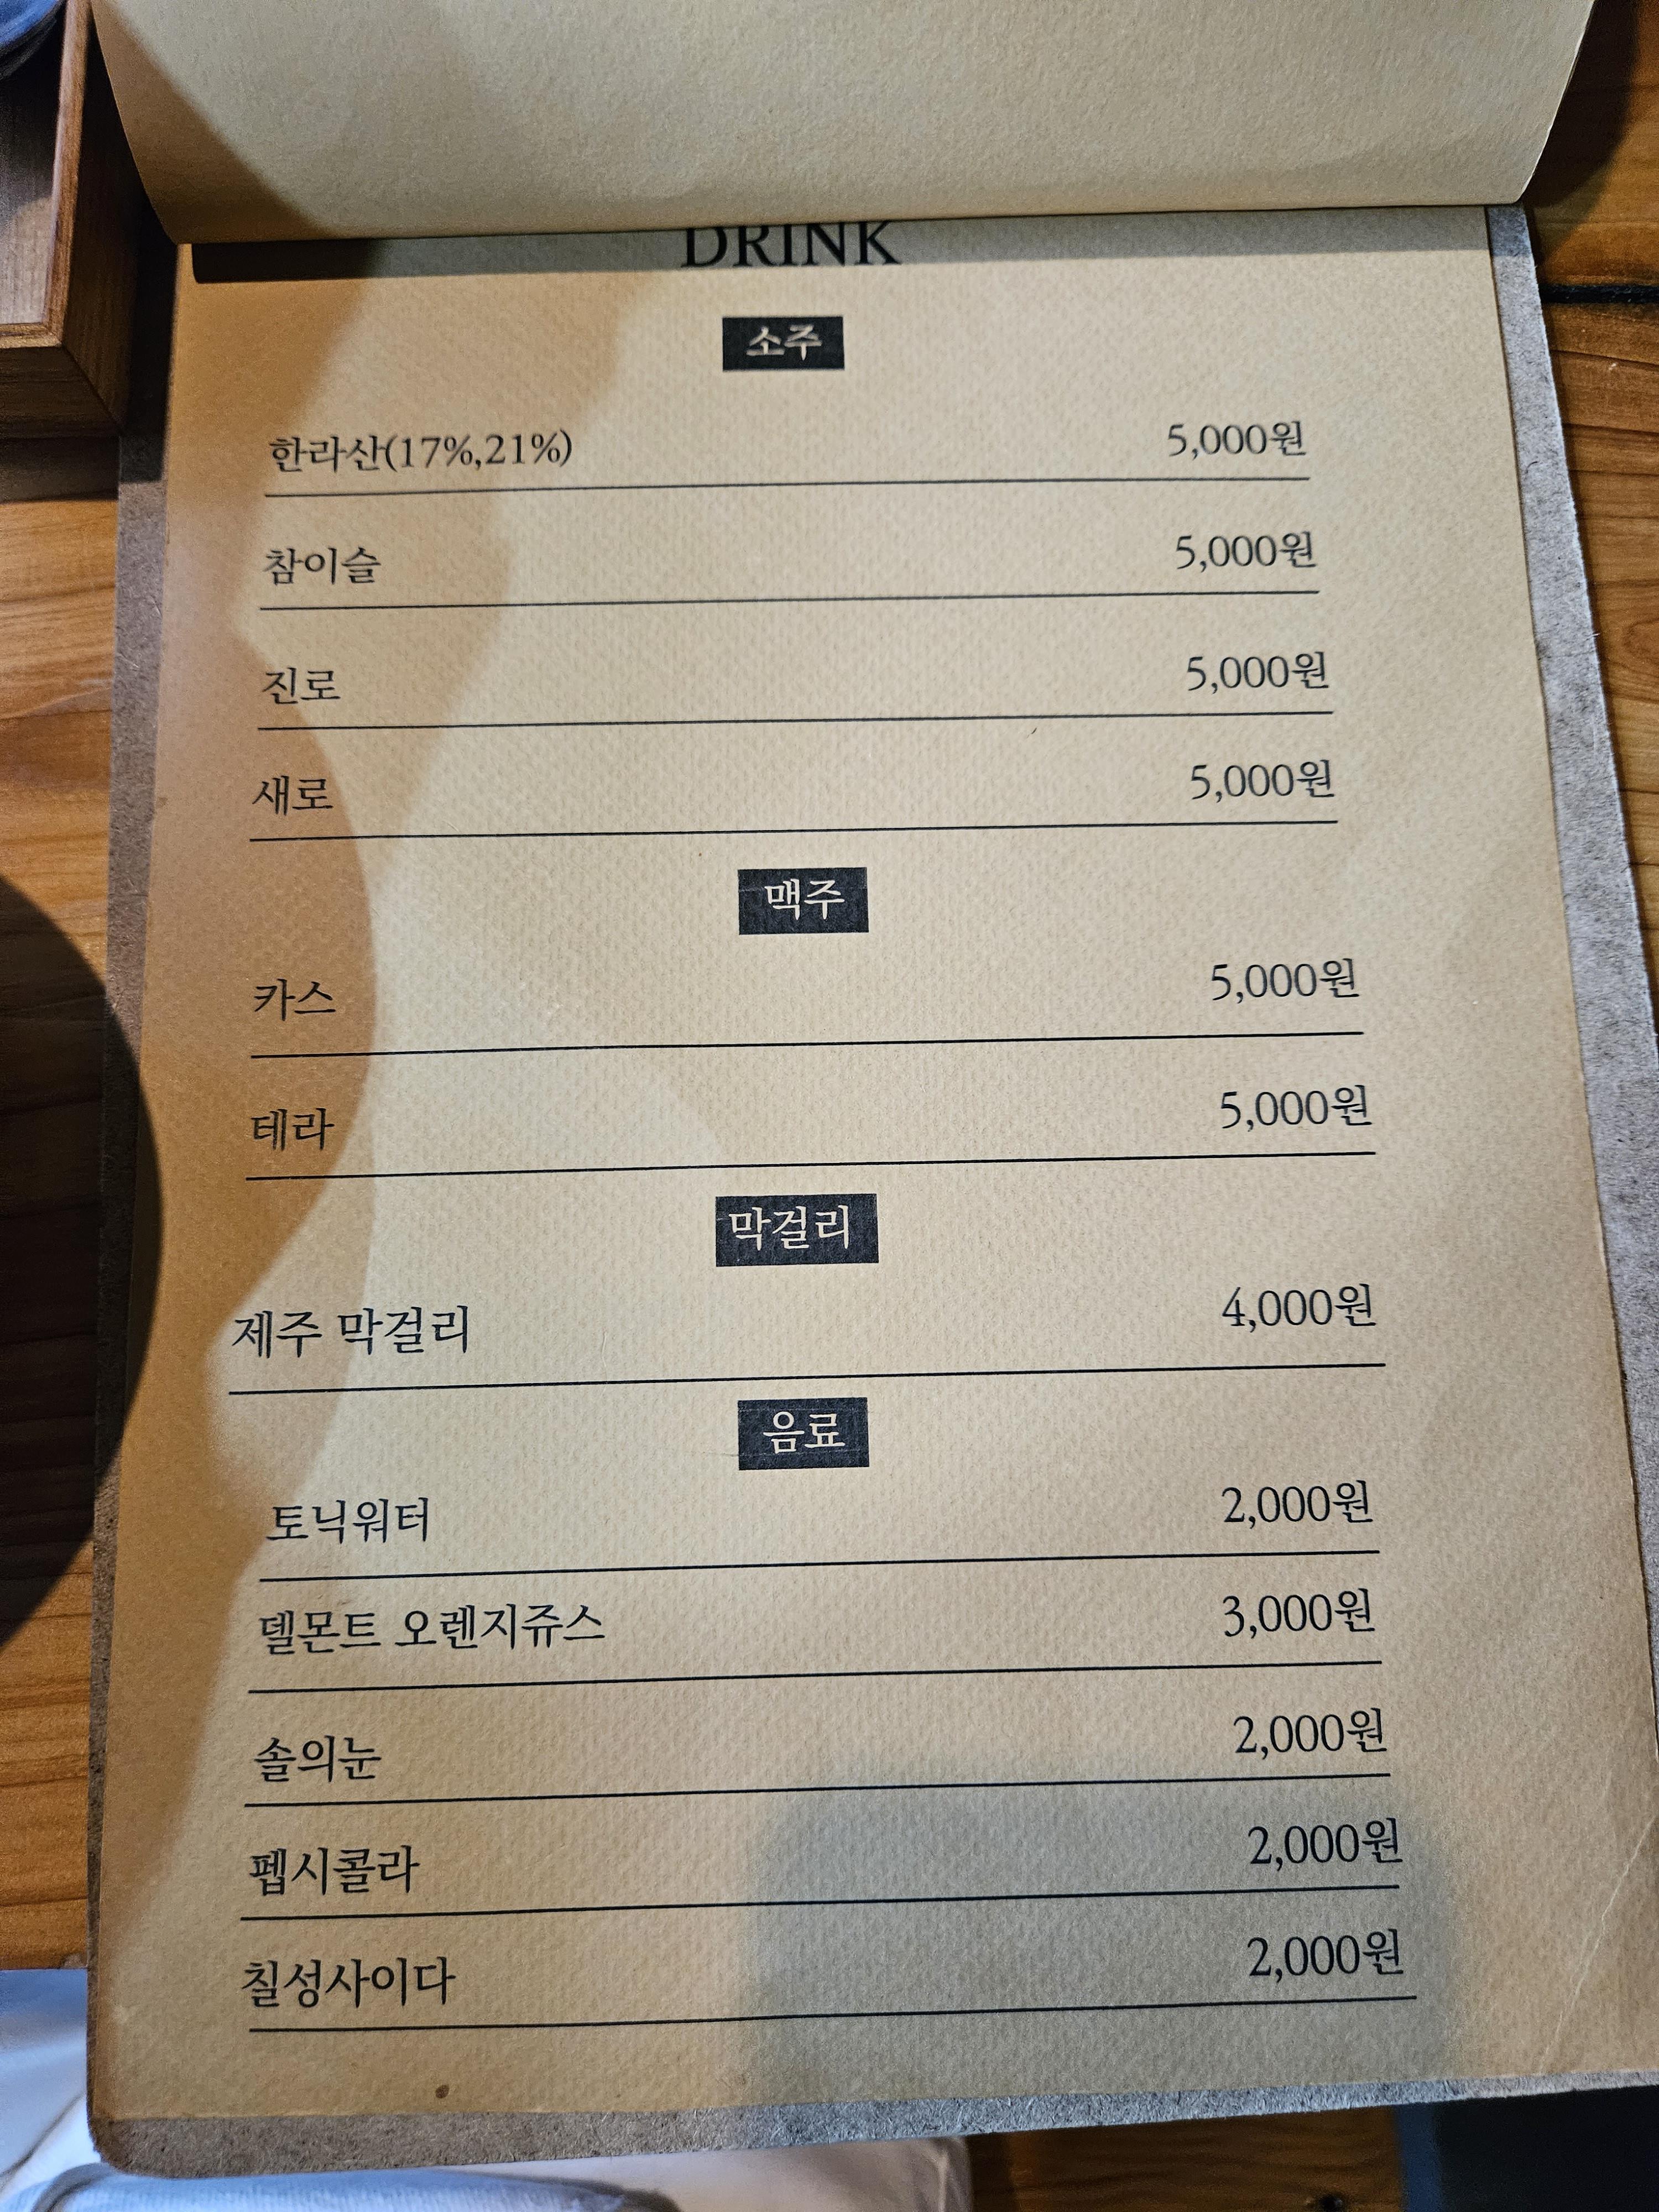 DRINK
소주
한라산(17%,21%) 5,000원
참이슬 5,000원
진로 5,000원
새로 5,000원
맥주
카스 5,000원
테라 5,000원
막걸리
제주 막걸리 4,000원
음료
토닉워터 2,000원
델몬트 오렌지쥬스 3,000원
솔의눈 2,000원
펩시콜라 2,000원
칠성사이다 2,000원